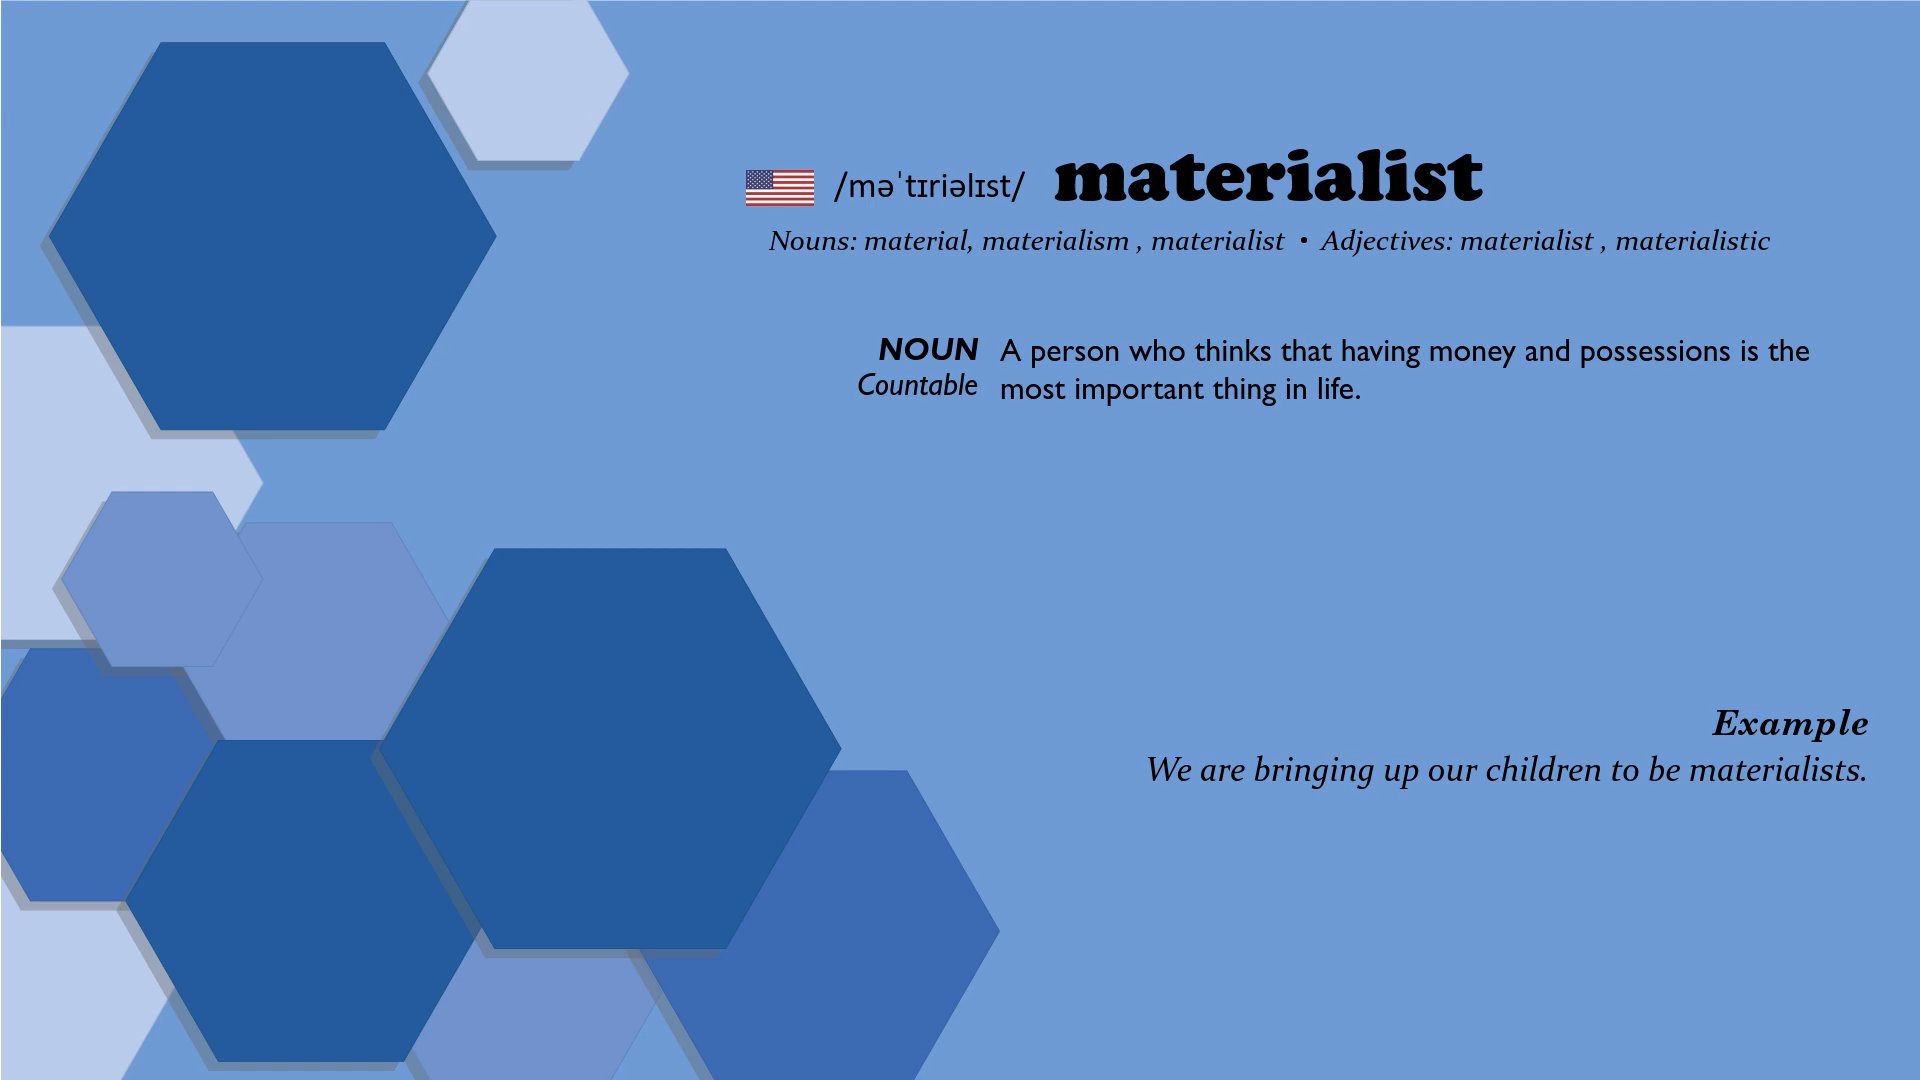 /məˈtɪriəlɪst/ materialist
Nouns: material, materialism , materialist • Adjectives: materialist , materialistic
NOUN A person who thinks that having money and possessions is the
Countable most important thing in life.
Example
We are bringing up our children to be materialists.